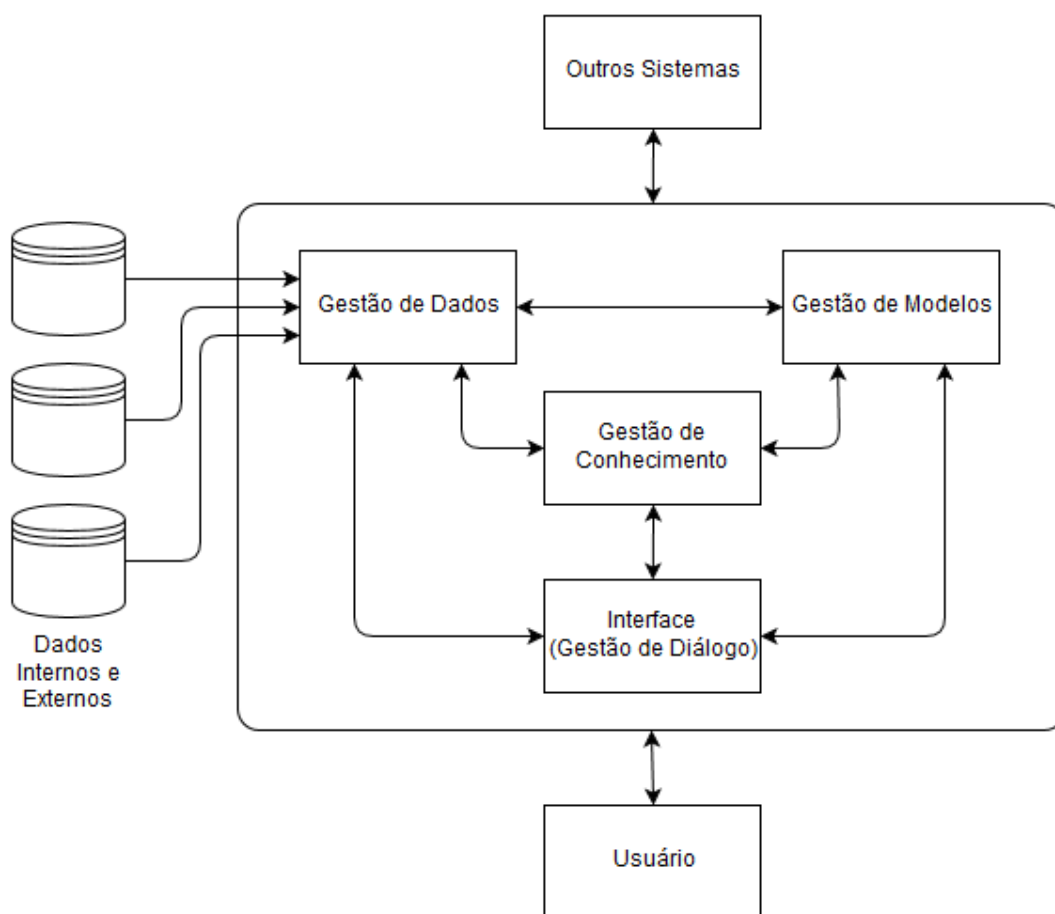 Outros Sistemas
Gestão de Dados
Gestão de Modelos
Gestão de
Conhecimento
Interface
(Gestão de Diálogo)
Dados
Internos e
Externos
Usuário